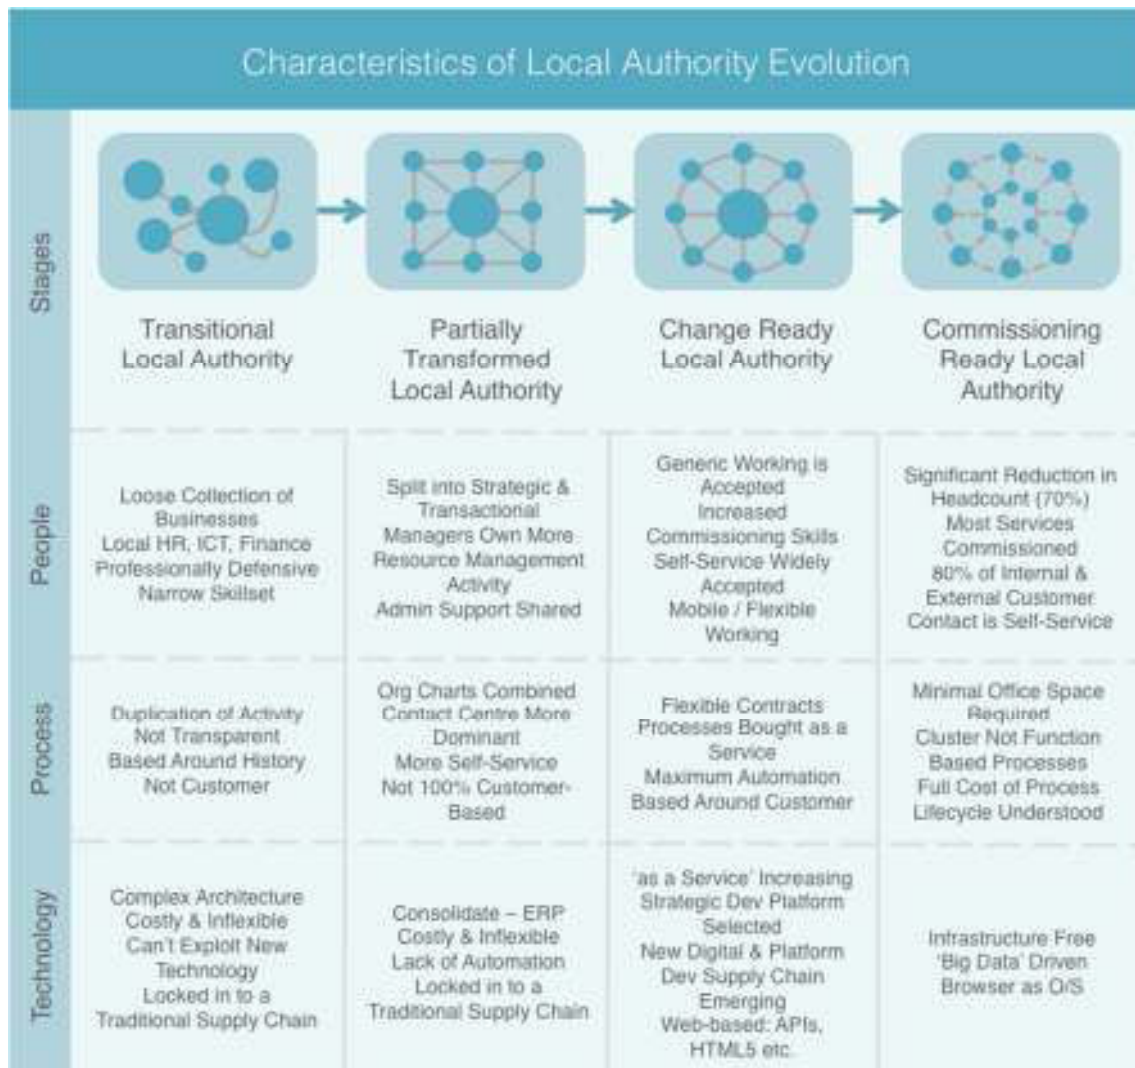 Characteristics of Local Authority Evolution
Stages
Transitional
Local Authority
Partially
Transformed
Local Authority
Change Ready
Local Authority
Commissioning
Ready Local
Authority
People
Loose Collection of
Businesses
Local HR, ICT, Finance
Professionally Defensive
Narrow Skillset
Split into Strategic &
Transactional
Managers Own More
Resource Management
Activity
Admin Support Shared
Generic Working is
Accepted
Increased
Commissioning Skills
Self-Service Widely
Accepted
Mobile / Flexible
Working
Significant Reduction in
Headcount (70%)
Most Services
Commissioned
80% of Internal &
External Customer
Contact is Self-Service
Process
Duplication of Activity
Not Transparent
Based Around History
Not Customer
Org Charts Combined
Contact Centre More
Dominant
More Self-Service
Not 100% Customer-
Based
Flexible Contracts
Processes Bought as a
Service
Maximum Automation
Based Around Customer
Minimal Office Space
Required
Cluster Not Function
Based Processes
Full Cost of Process
Lifecycle Understood
Technology
Complex Architecture
Costly & Inflexible
Can't Exploit New
Technology
Locked in to a
Traditional Supply Chain
Consolidate – ERP
Costly & Inflexible
Lack of Automation
Locked in to a
Traditional Supply Chain
'as a Service' Increasing
Strategic Dev Platform
Selected
New Digital & Platform
Dev Supply Chain
Emerging
Web-based: APIs,
HTML5 etc.
Infrastructure Free
'Big Data' Driven
Browser as O/S